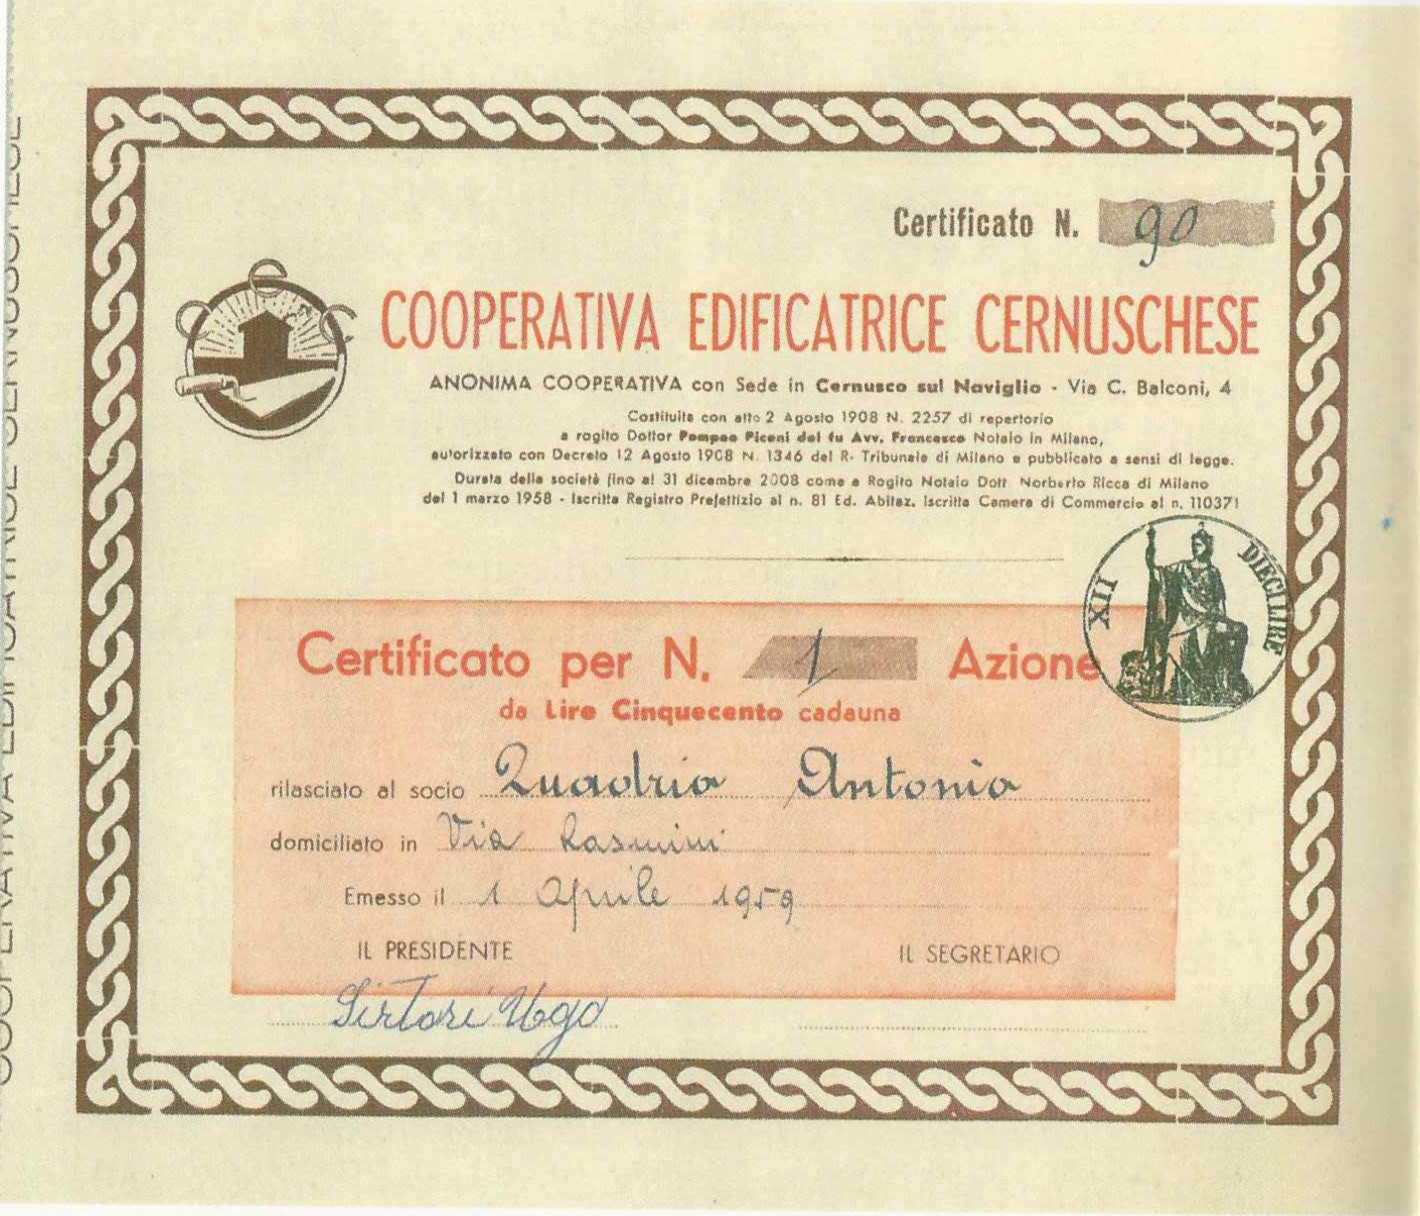 Certificato N. 90
C E C
COOPERATIVA EDIFICATRICE CERNUSCHESE
ANONIMA COOPERATIVA con Sede in Cernusco sul Naviglio - Via C. Balconi, 4
Costituita con atto 2 Agosto 1908 N. 2257 di repertorio
a rogito Dottor Pompeo Piceni del fu Avv. Francesco Notaio in Milano,
autorizzato con Decreto 12 Agosto 1908 N. 1346 del R. Tribunale di Milano e pubblicato a sensi di legge.
Durata della società fino al 31 dicembre 2008 come a Rogito Notaio Dott. Norberto Ricca di Milano
del 1 marzo 1958 - Iscritta Registro Prefettizio al n. 81 Ed. Abitaz. Iscritta Camera di Commercio al n. 110371
XII DIECI LIRE
Certificato per N. 1 Azione
da Lire Cinquecento cadauna
rilasciato al socio Quadrio Antonio
domiciliato in Via
Emesso il 1 Aprile 1959
IL PRESIDENTE IL SEGRETARIO
Sirtori Ugo
COOPERATIVA EDIFICATRICE CERNUSCHESE